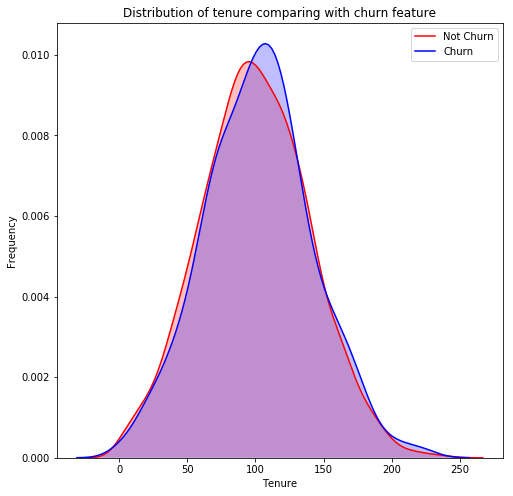 Distribution of tenure comparing with churn feature
Not Churn
Churn
0.010
0.008
0.006
0.004
0.002
0.000
Frequency
0
50
100
150
200
250
Tenure